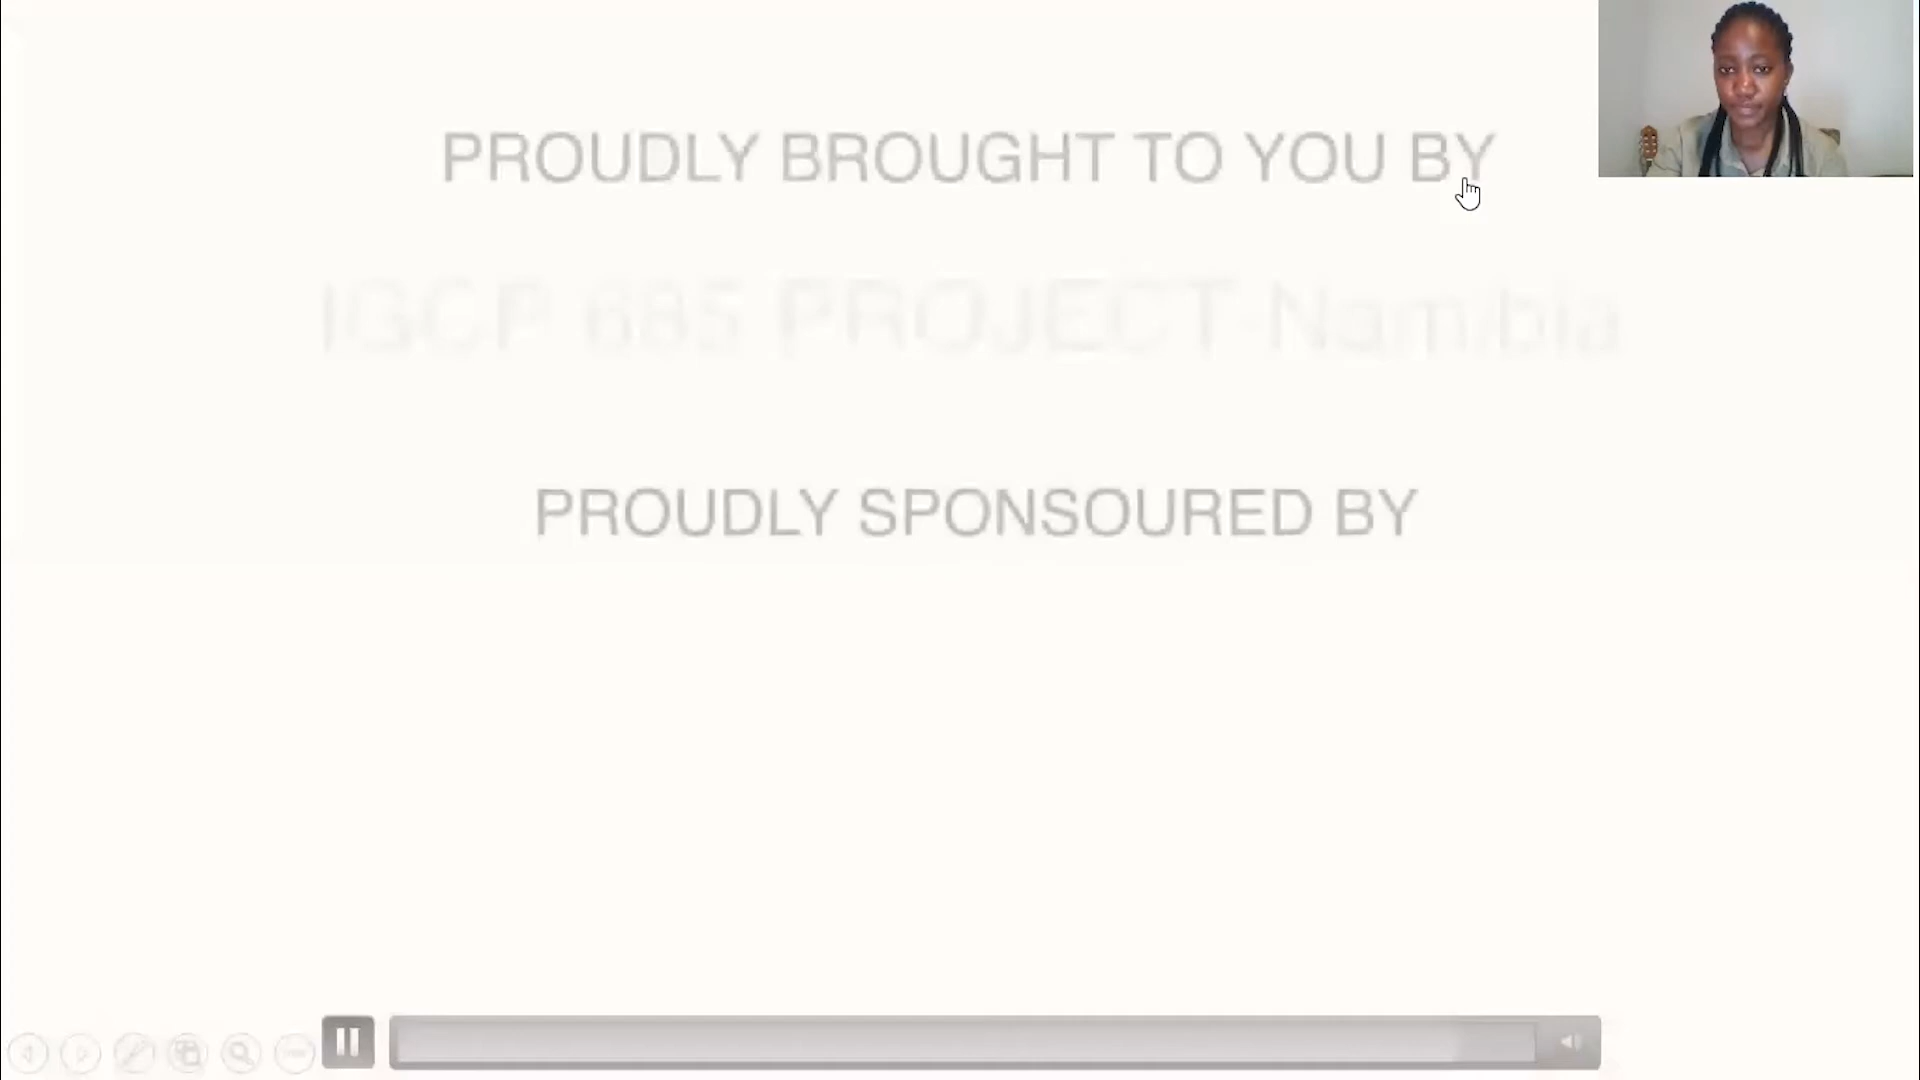 PROUDLY BROUGHT TO YOU BY
IGCP 685 PROJECT-Namibia
PROUDLY SPONSOURED BY